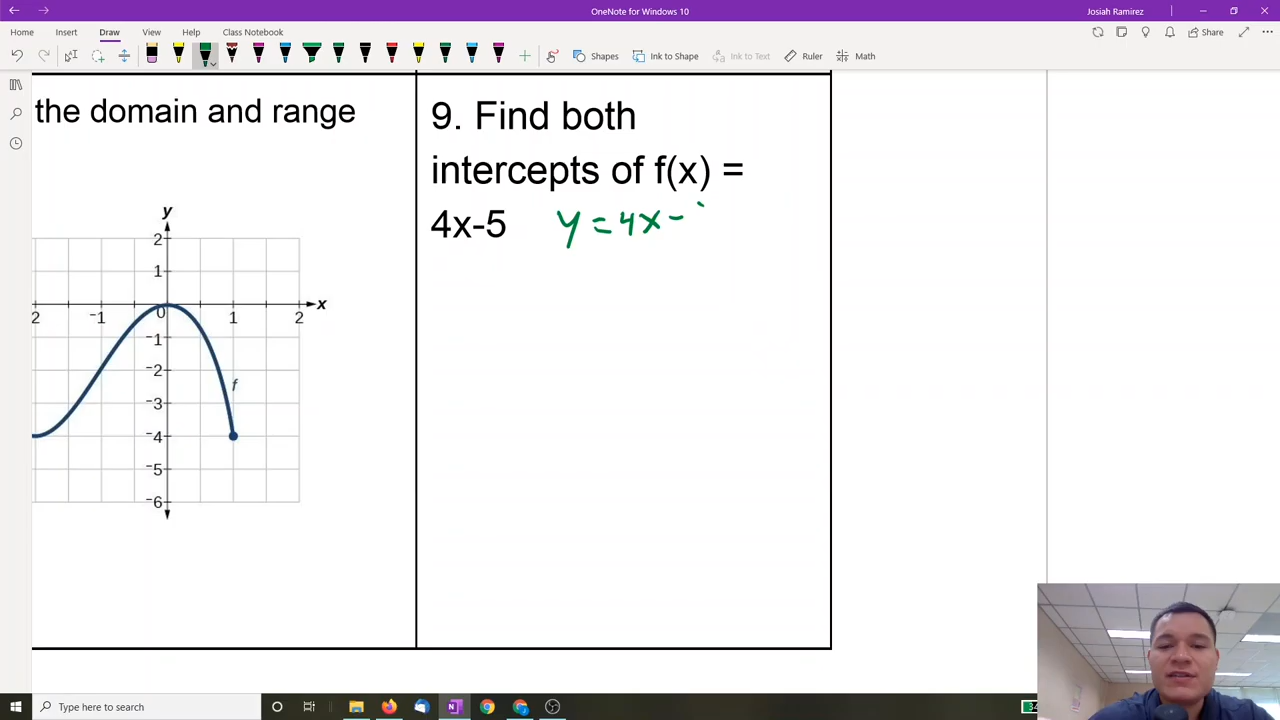 OneNote for Windows 10
Josiah Ramirez
Home Insert Draw View Help Class Notebook
Share
Shapes Ink to Shape Ink to Text Ruler Math
the domain and range
9. Find both
intercepts of f(x) =
4x-5 y = 4x -
y
2
1
2 -1 0 1 2 x
-1
-2
f
-3
-4
-5
-6
Type here to search